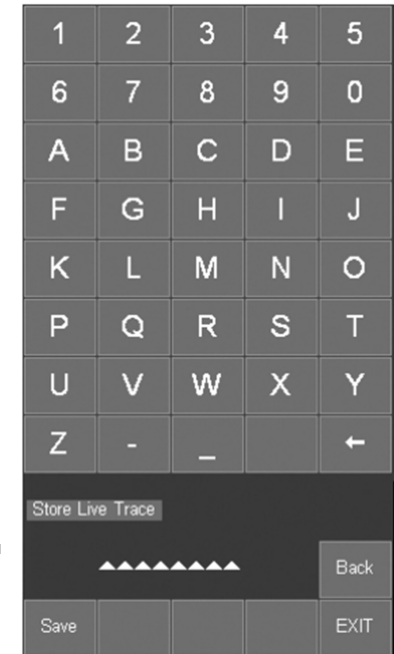 1 2 3 4 5
6 7 8 9 0
A B C D E
F G H I J
K L M N O
P Q R S T
U V W X Y
Z - _ ←
Store Live Trace
Back
Save EXIT